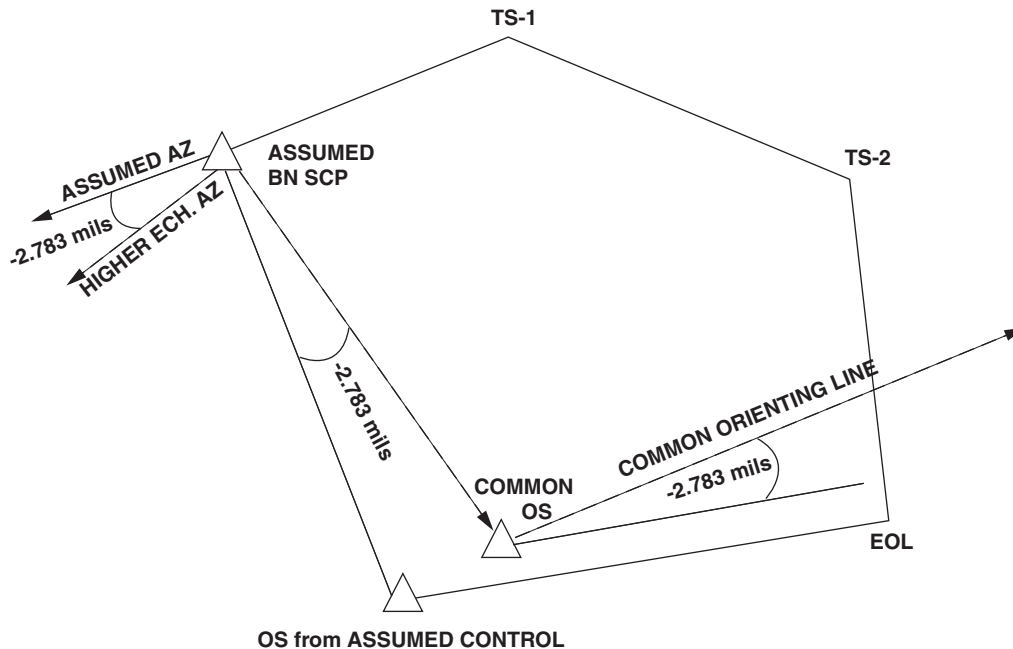 TS-1
TS-2
ASSUMED AZ
ASSUMED
BN SCP
-2.783 mils
HIGHER ECH. AZ
-2.783 mils
COMMON ORIENTING LINE
-2.783 mils
COMMON
OS
EOL
OS from ASSUMED CONTROL